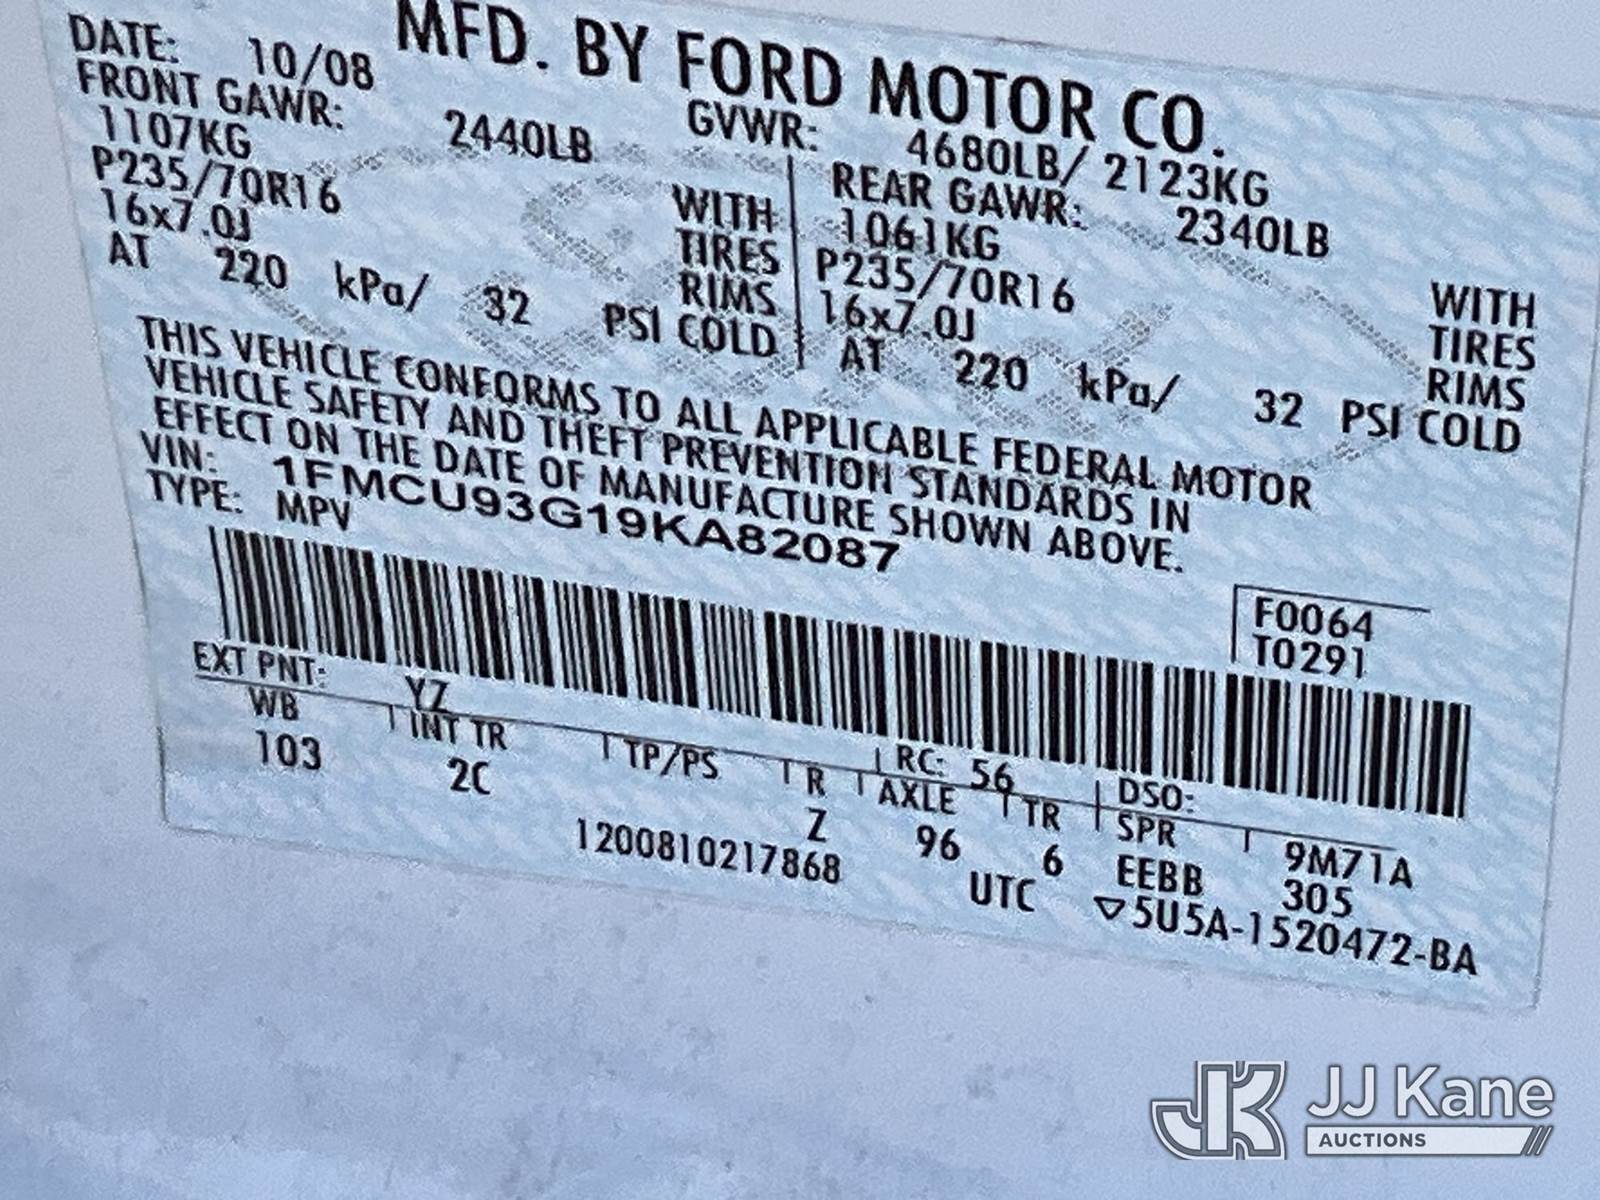 MFD. BY FORD MOTOR CO.
DATE: 10/08 GVWR: 4680LB/ 2123KG
FRONT GAWR: 2440LB REAR GAWR: 2340LB
1107KG WITH 1061KG WITH
P235/70R16 TIRES P235/70R16 TIRES
16x7.0J RIMS 16x7.0J RIMS
AT 220 kPa/ 32 PSI COLD AT 220 kPa/ 32 PSI COLD
THIS VEHICLE CONFORMS TO ALL APPLICABLE FEDERAL MOTOR
VEHICLE SAFETY AND THEFT PREVENTION STANDARDS IN
EFFECT ON THE DATE OF MANUFACTURE SHOWN ABOVE.
VIN: 1FMCU93G19KA82087
TYPE: MPV
F0064
T0291
EXT PNT: YZ RC: 56 DSO:
WB INT TR TP/PS R AXLE TR SPR 9M71A
103 2C Z 96 6 EEBB 305
1200810217868 UTC ▽5U5A-1520472-BA
JK JJ Kane
AUCTIONS